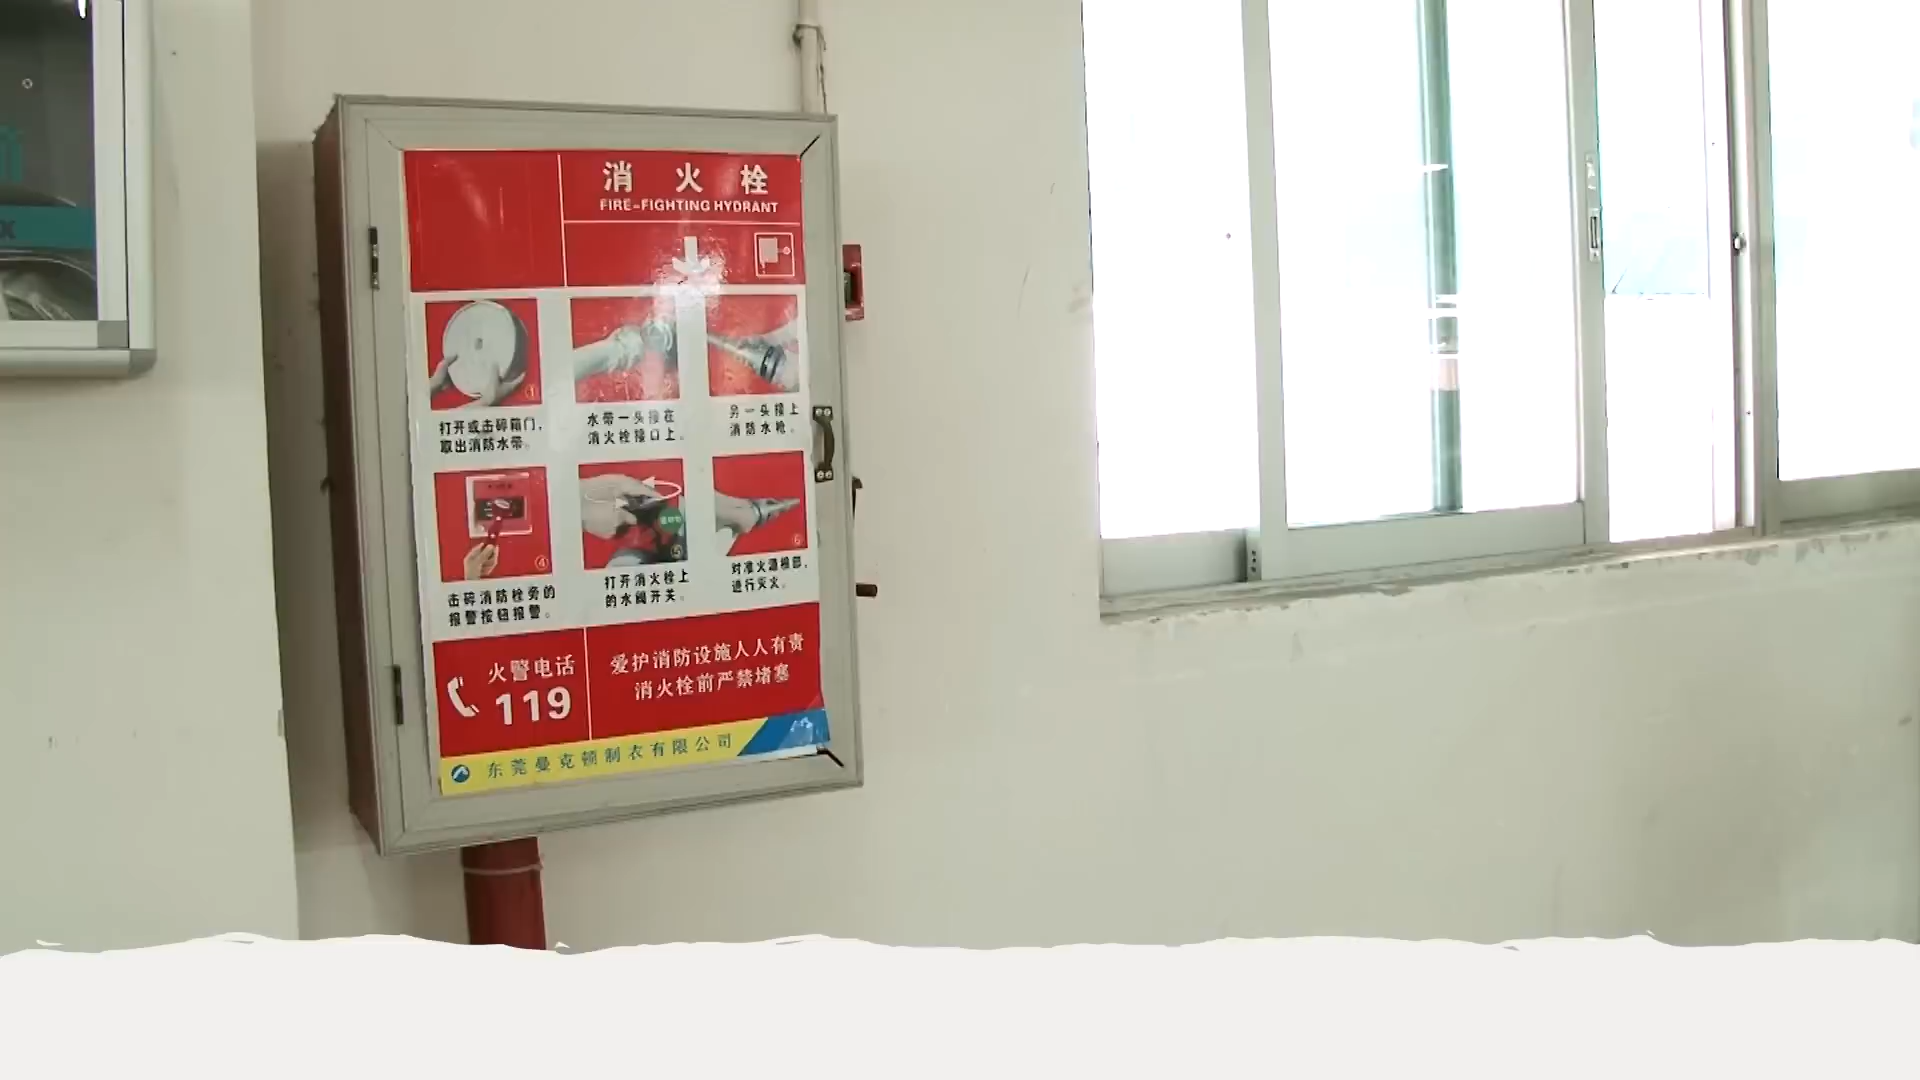 消火栓
FIRE-FIGHTING HYDRANT
①
打开或击碎箱门,
取出消防水带。
水带一头接在
消火栓接口上。
另一头接上
消防水枪。
④
击碎消防栓旁的
报警按钮报警。
⑤
打开消火栓上
的水阀开关。
⑥
对准火源根部,
进行灭火。
火警电话
119
爱护消防设施人人有责
消火栓前严禁堵塞
东莞曼克顿制衣有限公司